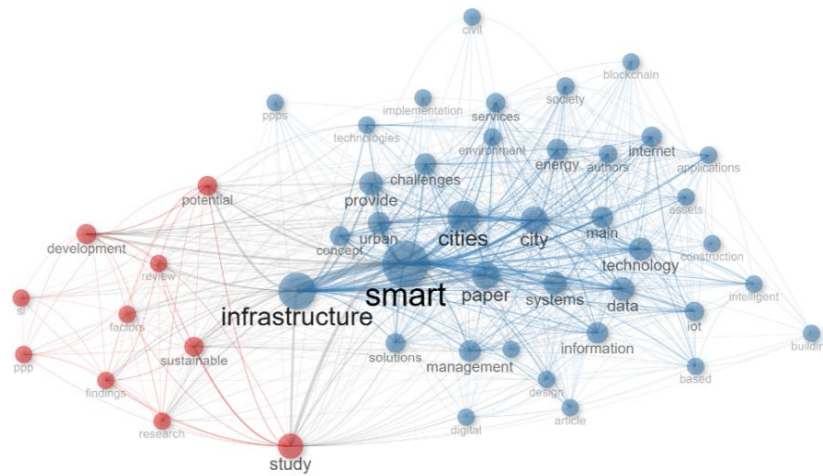 civil
blockchain
society
ppps
implementation
services
technologies
environment
energy
authors
internet
applications
challenges
provide
potential
assets
urban
cities
city
main
development
concept
construction
review
technology
smart
paper
systems
data
intelligent
si
infrastructure
factors
iot
building
solutions
information
sustainable
management
ppp
based
findings
design
article
digital
research
study